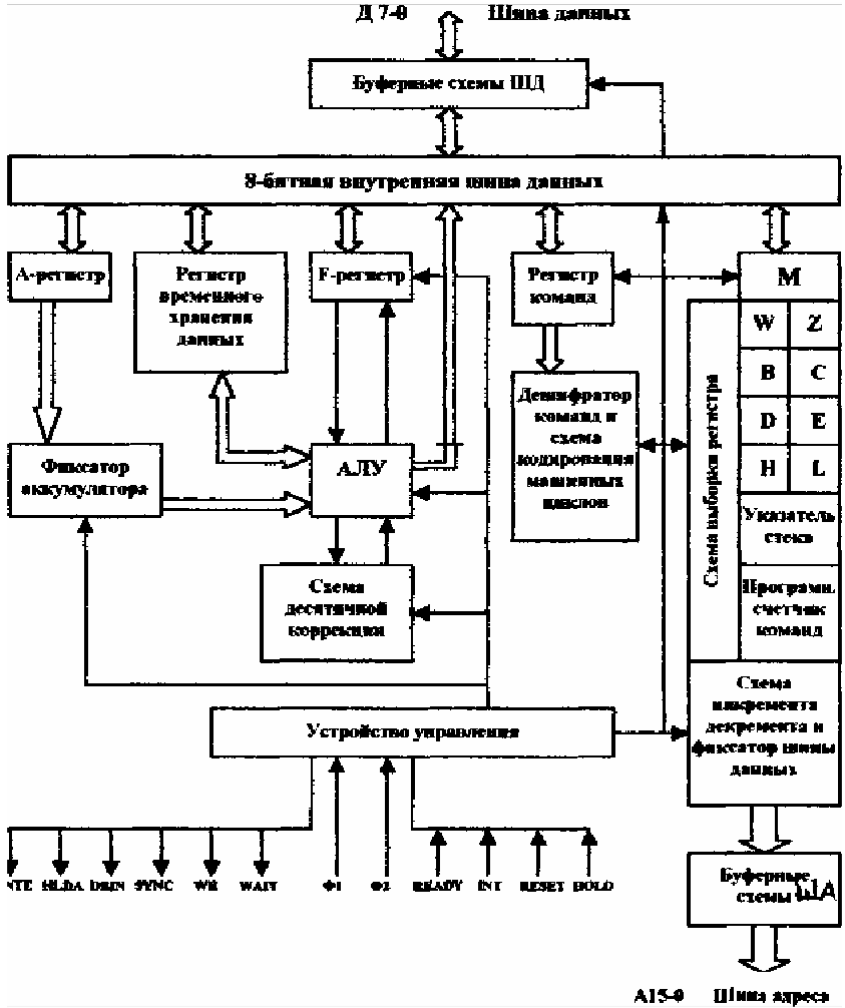 Д 7-0 Шина данных
Буферные схемы ШД
8-битная внутренняя шина данных
А-регистр
Регистр
временного
хранения
данных
F-регистр
Регистр
команд
М
W Z
B C
D E
H L
Схема выборки регистра
Указатель
стека
Програмн.
счетчик
команд
Дешифратор
команд и
схема
кодирования
машинных
циклов
Фиксатор
аккумулятора
АЛУ
Схема
десятичной
коррекции
Схема
инкремента
декремента и
фиксатор шины
данных
Устройство управления
NTE HLDA DBIN SYNC WR WAIT Ф1 Ф2 READY INT RESET HOLD
Буферные
схемы ША
А15-0 Шина адреса